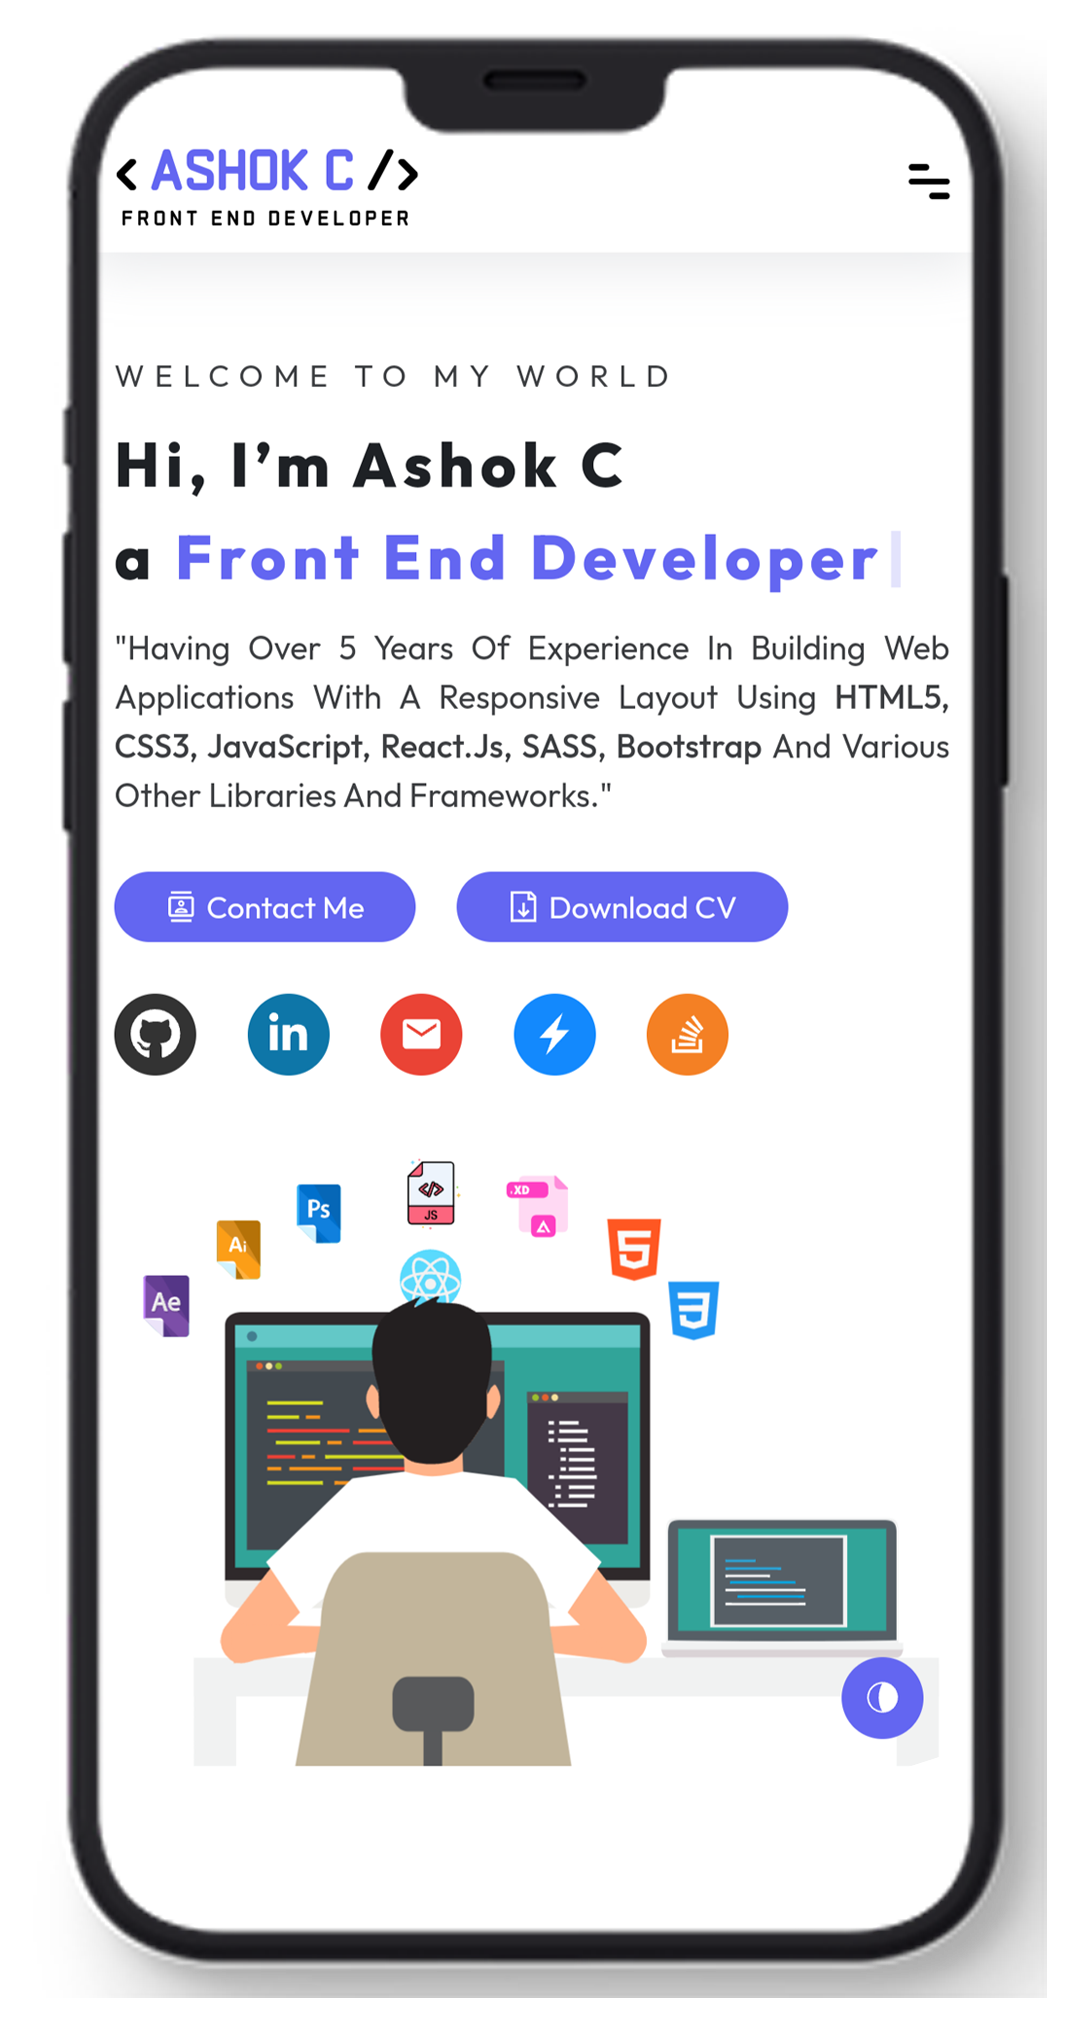 < ASHOK C />
FRONT END DEVELOPER
WELCOME TO MY WORLD
Hi, I’m Ashok C
a Front End Developer
"Having Over 5 Years Of Experience In Building Web
Applications With A Responsive Layout Using HTML5,
CSS3, JavaScript, React.Js, SASS, Bootstrap And Various
Other Libraries And Frameworks."
Contact Me
Download CV
in
JS
Ps
.XD
Ai
5
Ae
3